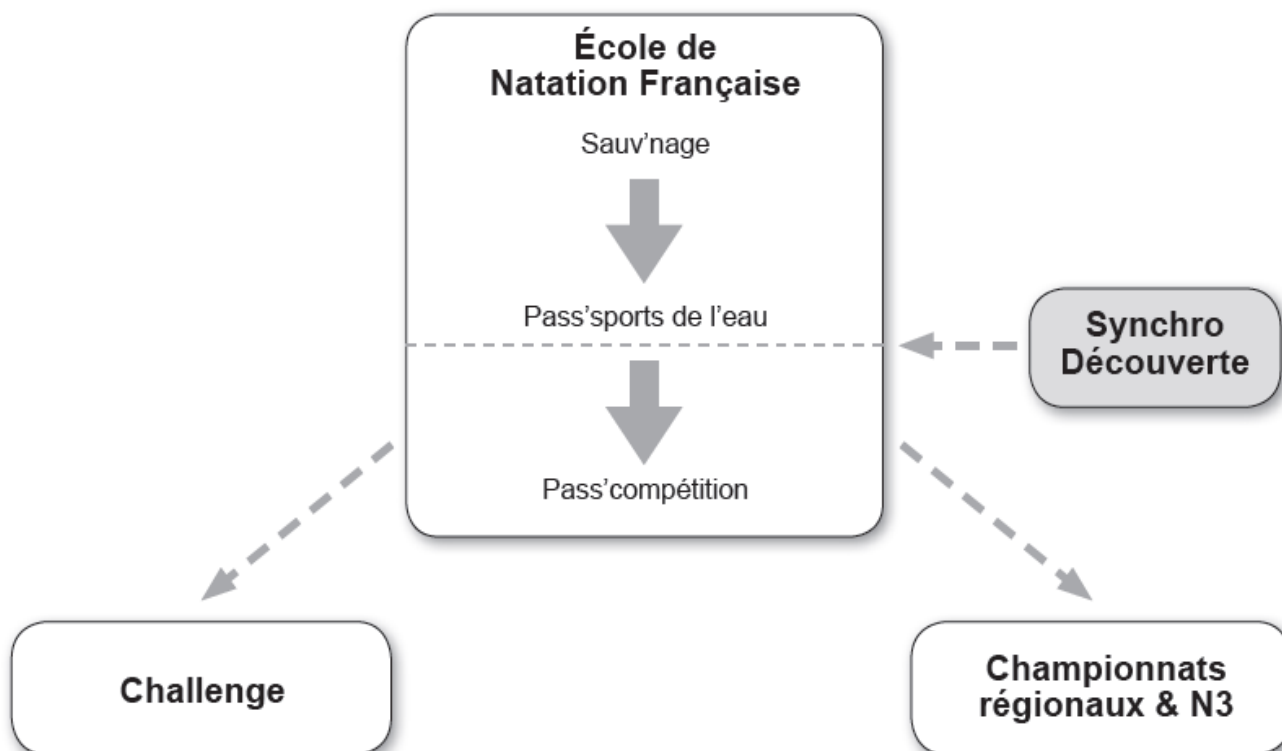 École de
Natation Française
Sauv'nage
Pass'sports de l'eau
Synchro
Découverte
Pass'compétition
Challenge
Championnats
régionaux & N3